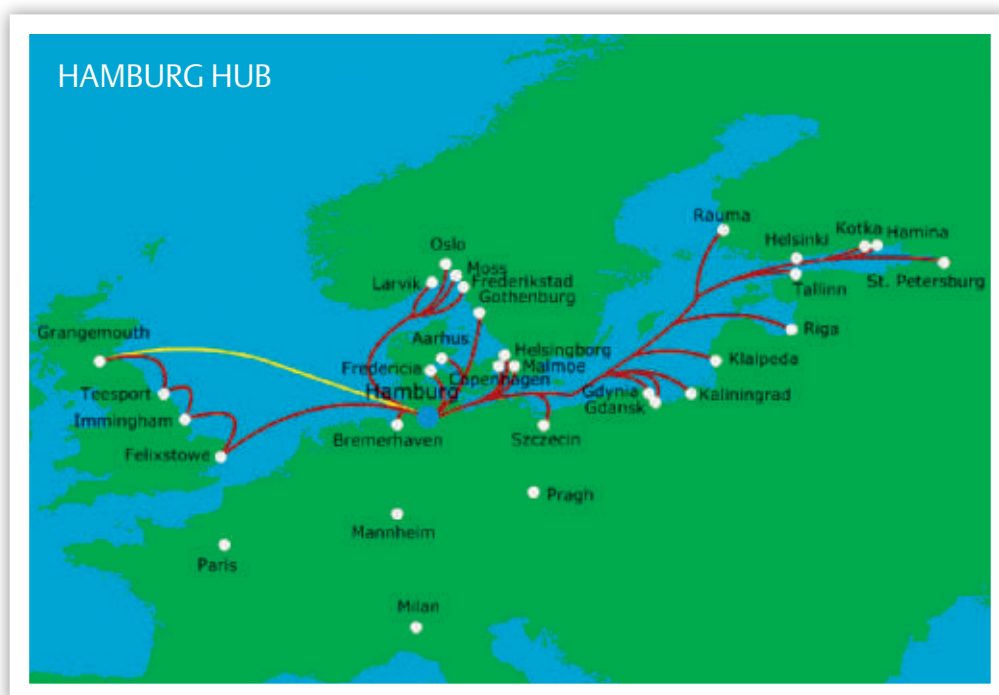 HAMBURG HUB
Rauma
Kotka Hamina
Helsinki
Oslo
Moss
Larvik
Frederikstad
St. Petersburg
Tallinn
Gothenburg
Grangemouth
Riga
Aarhus
Helsingborg
Fredericia
Malmoe
Klaipeda
Copenhagen
Hamburg
Teesport
Gdynia
Kaliningrad
Gdansk
Immingham
Bremerhaven
Szczecin
Felixstowe
Pragh
Mannheim
Paris
Milan